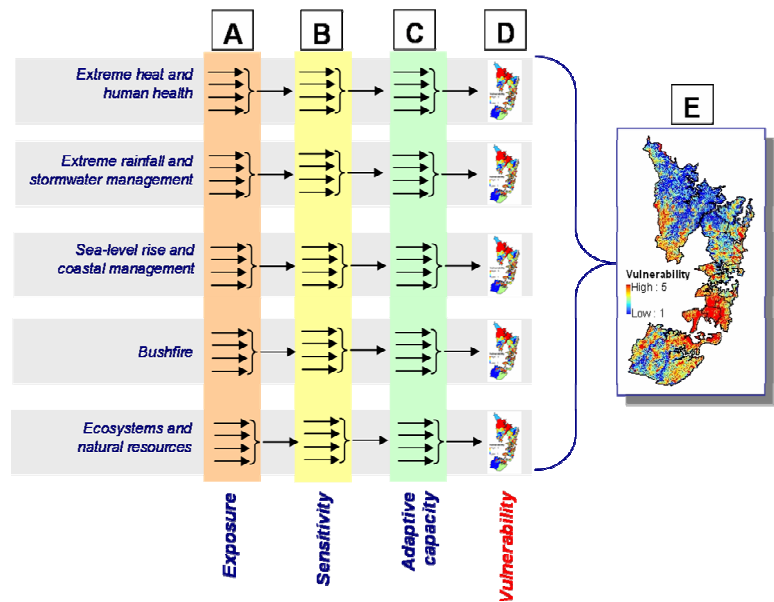 A
B
C
D
E
Extreme heat and
human health
Extreme rainfall and
stormwater management
Sea-level rise and
coastal management
Bushfire
Ecosystems and
natural resources
Vulnerability
High : 5
Low : 1
Exposure
Sensitivity
Adaptive
capacity
Vulnerability